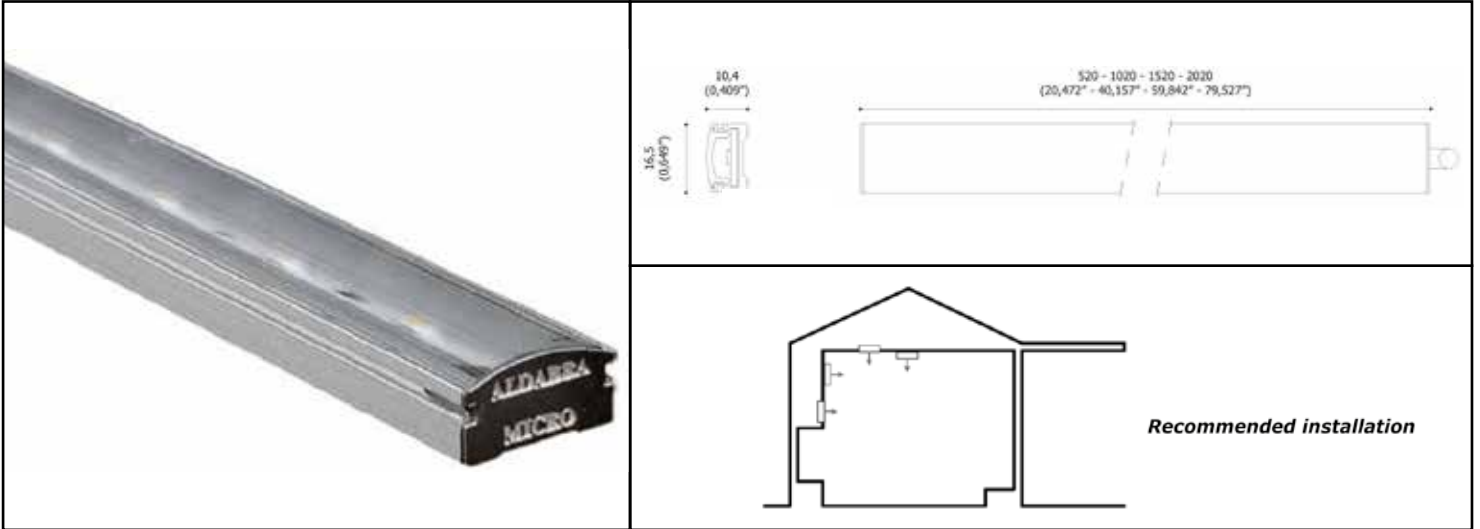 ALDABRA
MICRO
10,4
(0,409")
520 - 1020 - 1520 - 2020
(20,472" - 40,157" - 59,842" - 79,527")
16,5
(0,649")
Recommended installation